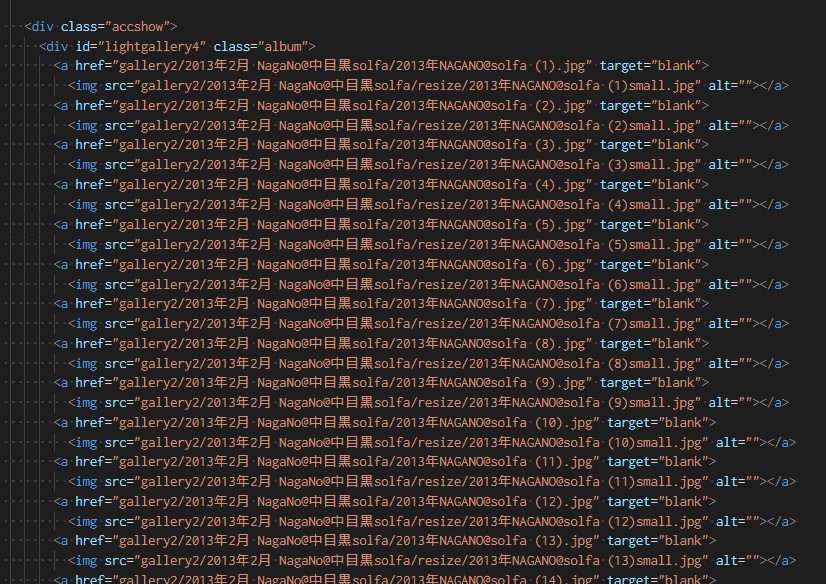 <div class="accshow">
<div id="lightgallery4" class="album">
<a href="gallery2/2013年2月 NagaNo@中目黒solfa/2013年NAGANO@solfa (1).jpg" target="blank">
<img src="gallery2/2013年2月 NagaNo@中目黒solfa/resize/2013年NAGANO@solfa (1)small.jpg" alt=""></a>
<a href="gallery2/2013年2月 NagaNo@中目黒solfa/2013年NAGANO@solfa (2).jpg" target="blank">
<img src="gallery2/2013年2月 NagaNo@中目黒solfa/resize/2013年NAGANO@solfa (2)small.jpg" alt=""></a>
<a href="gallery2/2013年2月 NagaNo@中目黒solfa/2013年NAGANO@solfa (3).jpg" target="blank">
<img src="gallery2/2013年2月 NagaNo@中目黒solfa/resize/2013年NAGANO@solfa (3)small.jpg" alt=""></a>
<a href="gallery2/2013年2月 NagaNo@中目黒solfa/2013年NAGANO@solfa (4).jpg" target="blank">
<img src="gallery2/2013年2月 NagaNo@中目黒solfa/resize/2013年NAGANO@solfa (4)small.jpg" alt=""></a>
<a href="gallery2/2013年2月 NagaNo@中目黒solfa/2013年NAGANO@solfa (5).jpg" target="blank">
<img src="gallery2/2013年2月 NagaNo@中目黒solfa/resize/2013年NAGANO@solfa (5)small.jpg" alt=""></a>
<a href="gallery2/2013年2月 NagaNo@中目黒solfa/2013年NAGANO@solfa (6).jpg" target="blank">
<img src="gallery2/2013年2月 NagaNo@中目黒solfa/resize/2013年NAGANO@solfa (6)small.jpg" alt=""></a>
<a href="gallery2/2013年2月 NagaNo@中目黒solfa/2013年NAGANO@solfa (7).jpg" target="blank">
<img src="gallery2/2013年2月 NagaNo@中目黒solfa/resize/2013年NAGANO@solfa (7)small.jpg" alt=""></a>
<a href="gallery2/2013年2月 NagaNo@中目黒solfa/2013年NAGANO@solfa (8).jpg" target="blank">
<img src="gallery2/2013年2月 NagaNo@中目黒solfa/resize/2013年NAGANO@solfa (8)small.jpg" alt=""></a>
<a href="gallery2/2013年2月 NagaNo@中目黒solfa/2013年NAGANO@solfa (9).jpg" target="blank">
<img src="gallery2/2013年2月 NagaNo@中目黒solfa/resize/2013年NAGANO@solfa (9)small.jpg" alt=""></a>
<a href="gallery2/2013年2月 NagaNo@中目黒solfa/2013年NAGANO@solfa (10).jpg" target="blank">
<img src="gallery2/2013年2月 NagaNo@中目黒solfa/resize/2013年NAGANO@solfa (10)small.jpg" alt=""></a>
<a href="gallery2/2013年2月 NagaNo@中目黒solfa/2013年NAGANO@solfa (11).jpg" target="blank">
<img src="gallery2/2013年2月 NagaNo@中目黒solfa/resize/2013年NAGANO@solfa (11)small.jpg" alt=""></a>
<a href="gallery2/2013年2月 NagaNo@中目黒solfa/2013年NAGANO@solfa (12).jpg" target="blank">
<img src="gallery2/2013年2月 NagaNo@中目黒solfa/resize/2013年NAGANO@solfa (12)small.jpg" alt=""></a>
<a href="gallery2/2013年2月 NagaNo@中目黒solfa/2013年NAGANO@solfa (13).jpg" target="blank">
<img src="gallery2/2013年2月 NagaNo@中目黒solfa/resize/2013年NAGANO@solfa (13)small.jpg" alt=""></a>
<a href="gallery2/2013年2月 NagaNo@中目黒solfa/2013年NAGANO@solfa (14).jpg" target="blank">